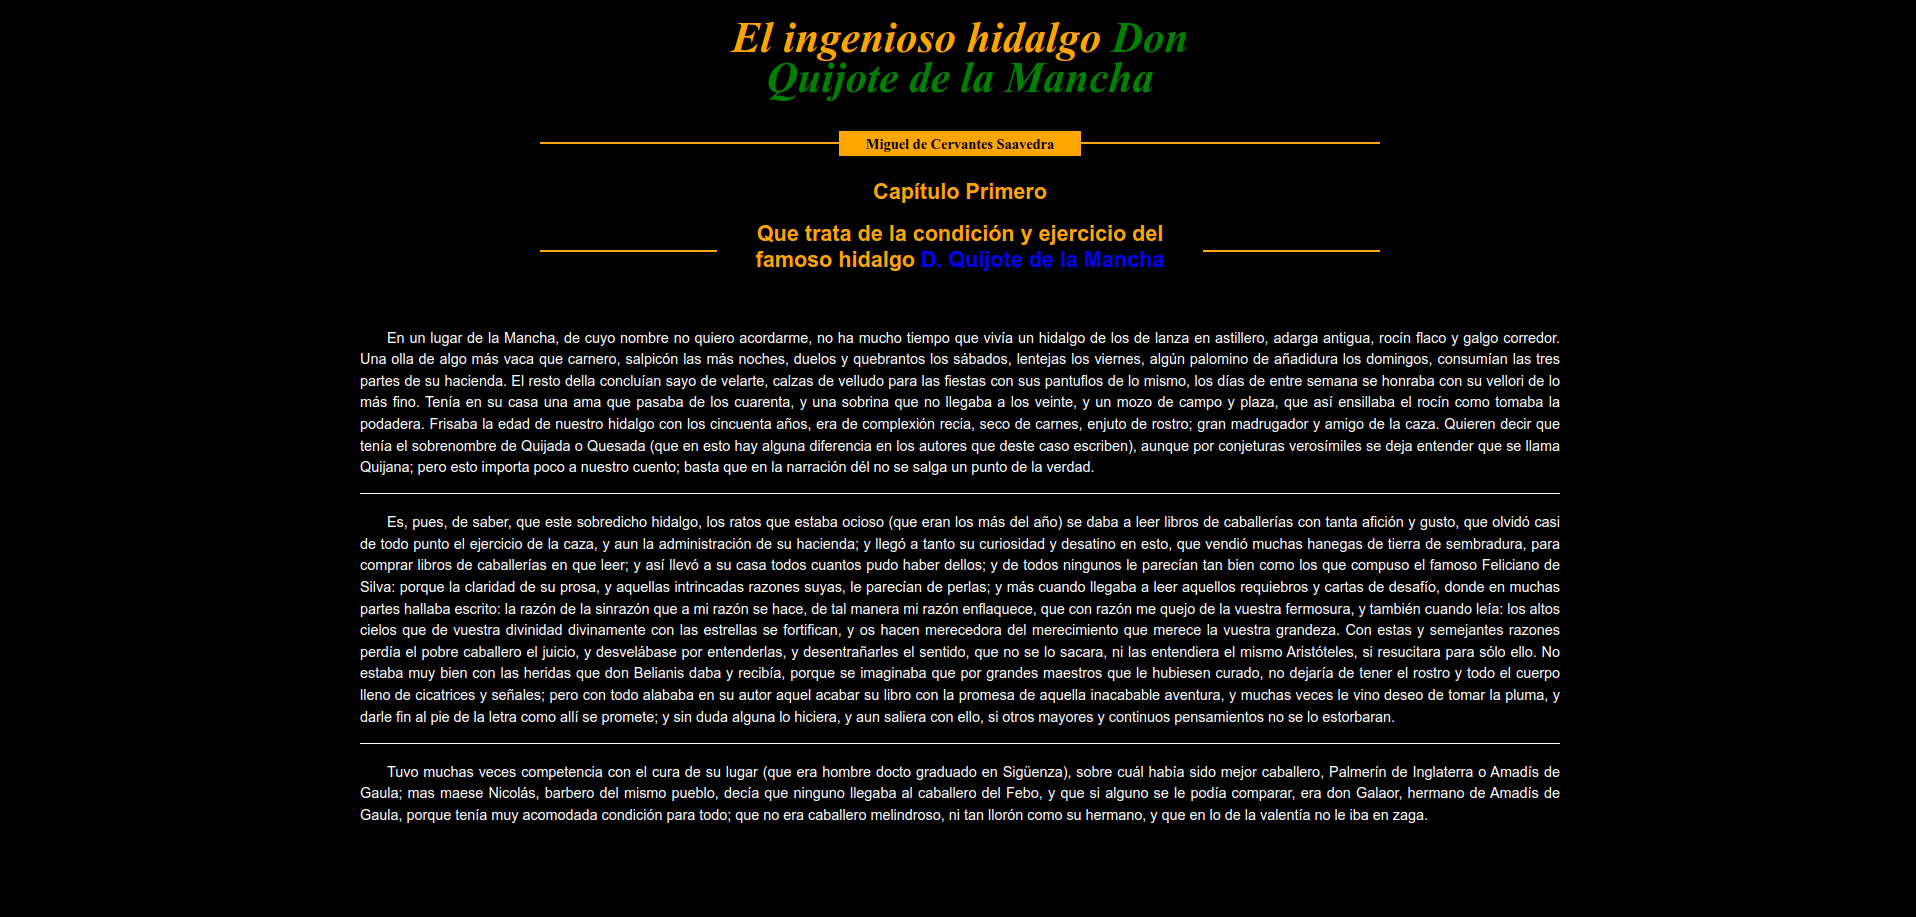 El ingenioso hidalgo Don
Quijote de la Mancha
Miguel de Cervantes Saavedra
Capítulo Primero
Que trata de la condición y ejercicio del
famoso hidalgo D. Quijote de la Mancha
En un lugar de la Mancha, de cuyo nombre no quiero acordarme, no ha mucho tiempo que vivía un hidalgo de los de lanza en astillero, adarga antigua, rocín flaco y galgo corredor.
Una olla de algo más vaca que carnero, salpicón las más noches, duelos y quebrantos los sábados, lentejas los viernes, algún palomino de añadidura los domingos, consumían las tres
partes de su hacienda. El resto della concluían sayo de velarte, calzas de velludo para las fiestas con sus pantuflos de lo mismo, los días de entre semana se honraba con su vellori de lo
más fino. Tenía en su casa una ama que pasaba de los cuarenta, y una sobrina que no llegaba a los veinte, y un mozo de campo y plaza, que así ensillaba el rocín como tomaba la
podadera. Frisaba la edad de nuestro hidalgo con los cincuenta años, era de complexión recia, seco de carnes, enjuto de rostro; gran madrugador y amigo de la caza. Quieren decir que
tenía el sobrenombre de Quijada o Quesada (que en esto hay alguna diferencia en los autores que deste caso escriben), aunque por conjeturas verosímiles se deja entender que se llama
Quijana; pero esto importa poco a nuestro cuento; basta que en la narración dél no se salga un punto de la verdad.
Es, pues, de saber, que este sobredicho hidalgo, los ratos que estaba ocioso (que eran los más del año) se daba a leer libros de caballerías con tanta afición y gusto, que olvidó casi
de todo punto el ejercicio de la caza, y aun la administración de su hacienda; y llegó a tanto su curiosidad y desatino en esto, que vendió muchas hanegas de tierra de sembradura, para
comprar libros de caballerías en que leer; y así llevó a su casa todos cuantos pudo haber dellos; y de todos ningunos le parecían tan bien como los que compuso el famoso Feliciano de
Silva: porque la claridad de su prosa, y aquellas intrincadas razones suyas, le parecían de perlas; y más cuando llegaba a leer aquellos requiebros y cartas de desafío, donde en muchas
partes hallaba escrito: la razón de la sinrazón que a mi razón se hace, de tal manera mi razón enflaquece, que con razón me quejo de la vuestra fermosura, y también cuando leía: los altos
cielos que de vuestra divinidad divinamente con las estrellas se fortifican, y os hacen merecedora del merecimiento que merece la vuestra grandeza. Con estas y semejantes razones
perdía el pobre caballero el juicio, y desvelábase por entenderlas, y desentrañarles el sentido, que no se lo sacara, ni las entendiera el mismo Aristóteles, si resucitara para sólo ello. No
estaba muy bien con las heridas que don Belianis daba y recibía, porque se imaginaba que por grandes maestros que le hubiesen curado, no dejaría de tener el rostro y todo el cuerpo
lleno de cicatrices y señales; pero con todo alababa en su autor aquel acabar su libro con la promesa de aquella inacabable aventura, y muchas veces le vino deseo de tomar la pluma, y
darle fin al pie de la letra como allí se promete; y sin duda alguna lo hiciera, y aun saliera con ello, si otros mayores y continuos pensamientos no se lo estorbaran.
Tuvo muchas veces competencia con el cura de su lugar (que era hombre docto graduado en Sigüenza), sobre cuál había sido mejor caballero, Palmerín de Inglaterra o Amadís de
Gaula; mas maese Nicolás, barbero del mismo pueblo, decía que ninguno llegaba al caballero del Febo, y que si alguno se le podía comparar, era don Galaor, hermano de Amadís de
Gaula, porque tenía muy acomodada condición para todo; que no era caballero melindroso, ni tan llorón como su hermano, y que en lo de la valentía no le iba en zaga.